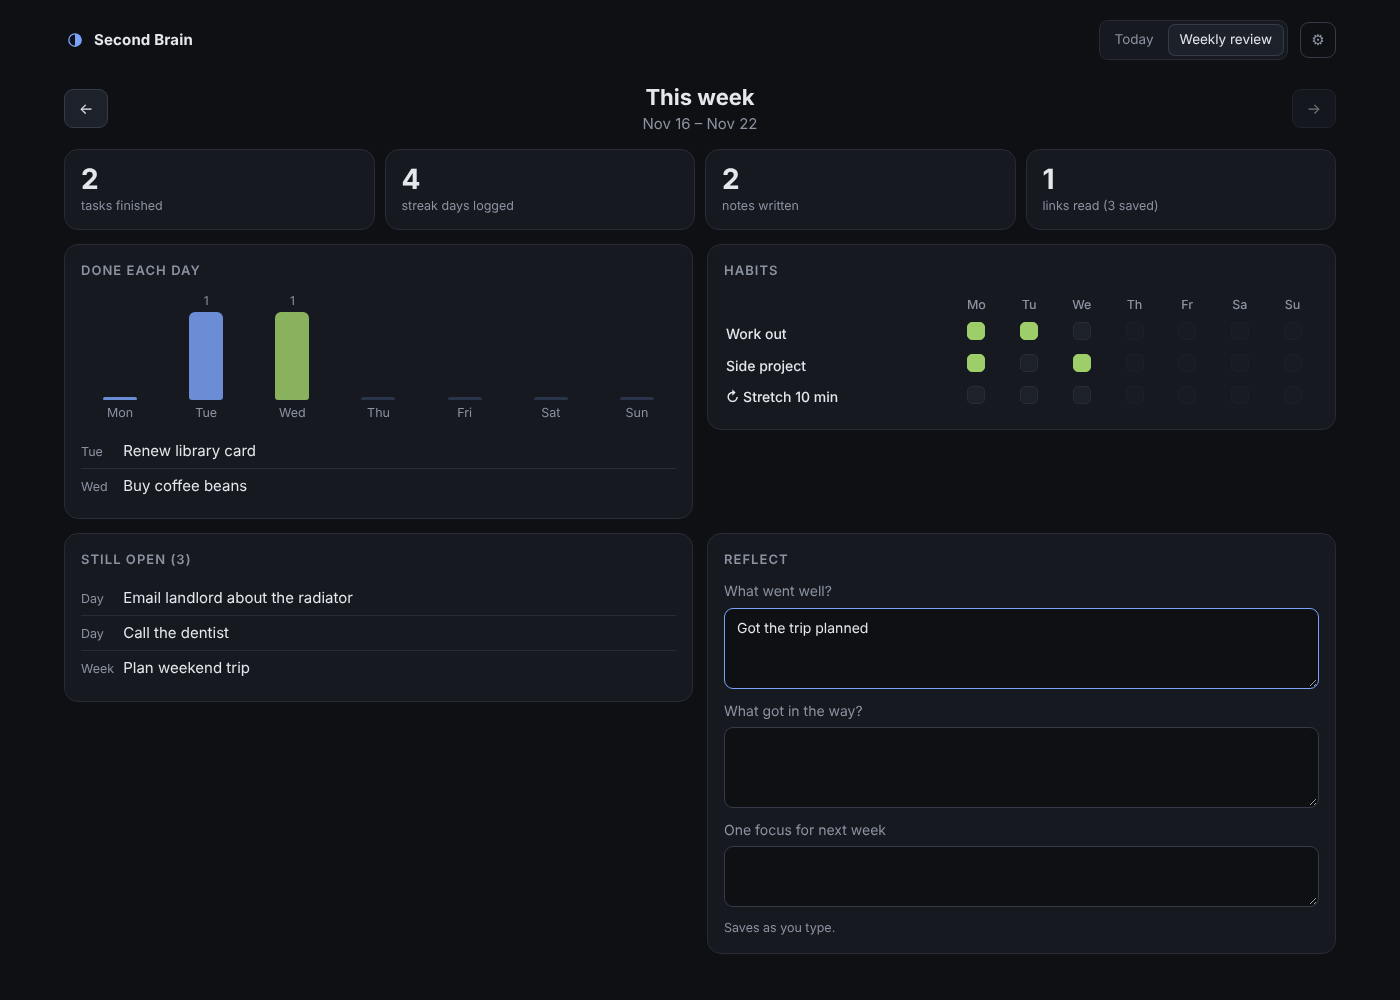 Second Brain
Today
Weekly review
←
This week
Nov 16 – Nov 22
→
2
tasks finished
4
streak days logged
2
notes written
1
links read (3 saved)
DONE EACH DAY
1 1
Mon Tue Wed Thu Fri Sat Sun
Tue Renew library card
Wed Buy coffee beans
HABITS
Mo Tu We Th Fr Sa Su
Work out
Side project
↻ Stretch 10 min
STILL OPEN (3)
Day Email landlord about the radiator
Day Call the dentist
Week Plan weekend trip
REFLECT
What went well?
Got the trip planned
What got in the way?
One focus for next week
Saves as you type.